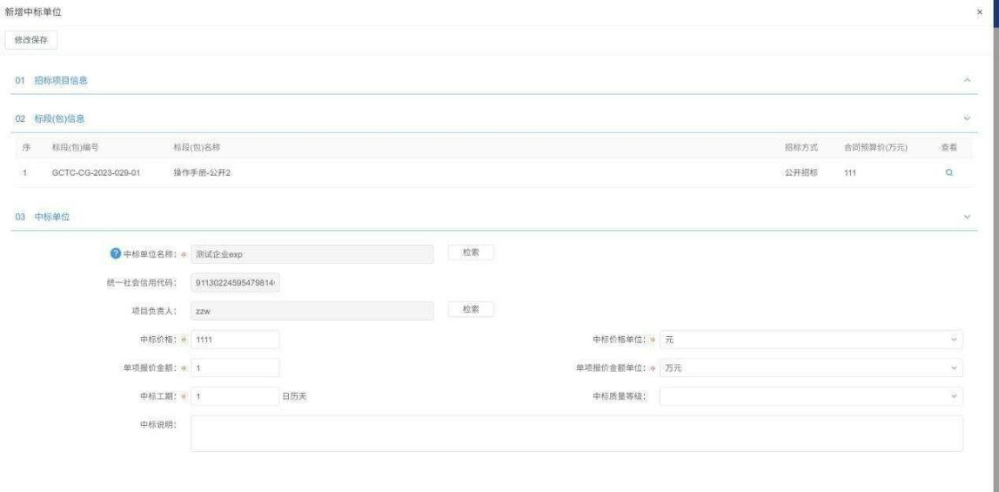 新增中标单位 ×
修改保存
01 招标项目信息
02 标段(包)信息
序 标段(包)编号 标段(包)名称 招标方式 合同预算价(万元) 查看
1 GCTC-CG-2023-029-01 操作手册-公开2 公开招标 111
03 中标单位
? 中标单位名称: * 测试企业exp 检索
统一社会信用代码: 91130224595479814
项目负责人: zzw 检索
中标价格: * 1111 中标价格单位: * 元
单项报价金额: * 1 单项报价金额单位: * 万元
中标工期: * 1 日历天 中标质量等级:
中标说明: